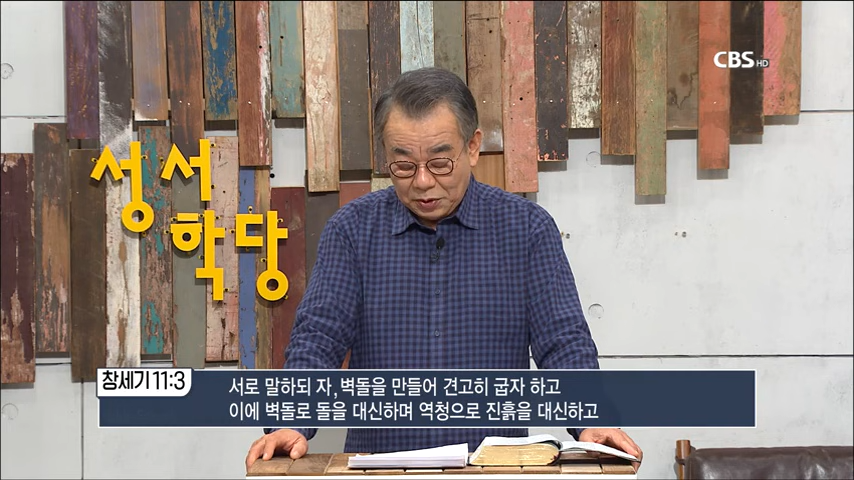 CBS HD
성서
학당
창세기 11:3
서로 말하되 자, 벽돌을 만들어 견고히 굽자 하고
이에 벽돌로 돌을 대신하며 역청으로 진흙을 대신하고